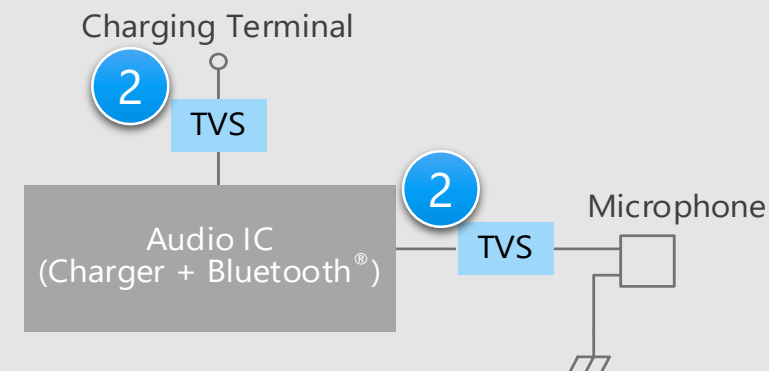 Charging Terminal
2
TVS
2
Microphone
TVS
Audio IC
(Charger + Bluetooth®)